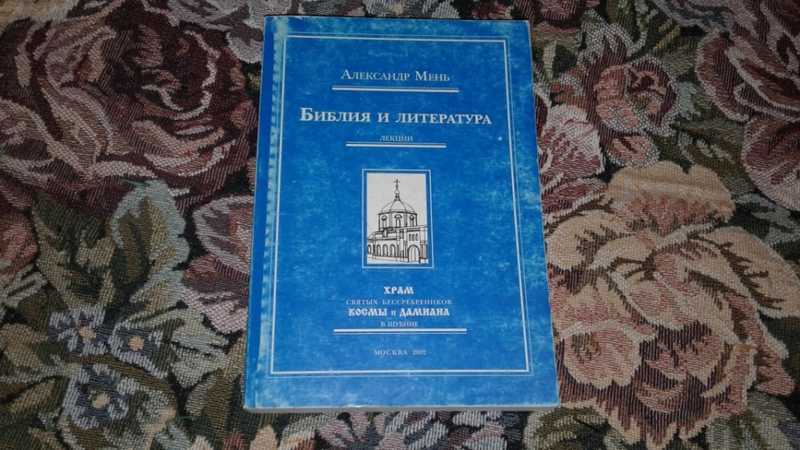 Александр Мень
Библия и литература
лекции
Храм
святых бессребреников
Космы и Дамиана
в Шубине
Москва 2002